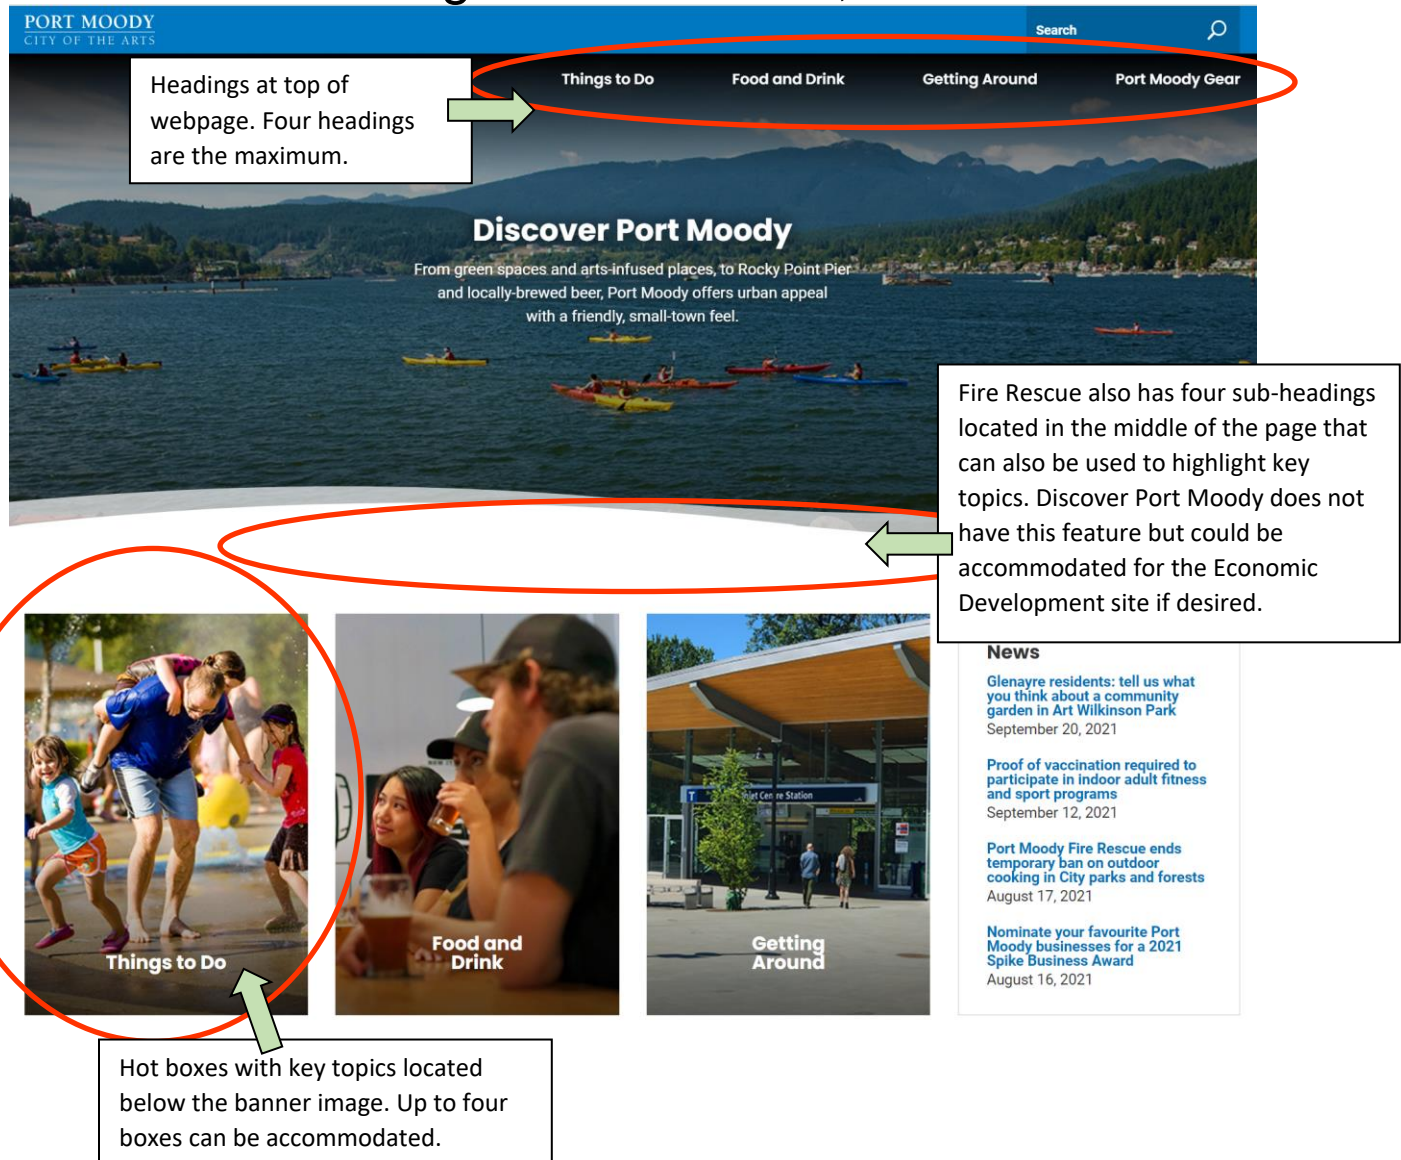 PORT MOODY
CITY OF THE ARTS
Search
Things to Do
Food and Drink
Getting Around
Port Moody Gear
Headings at top of
webpage. Four headings
are the maximum.
Discover Port Moody
From green spaces and arts-infused places, to Rocky Point Pier
and locally-brewed beer, Port Moody offers urban appeal
with a friendly, small-town feel.
Fire Rescue also has four sub-headings
located in the middle of the page that
can also be used to highlight key
topics. Discover Port Moody does not
have this feature but could be
accommodated for the Economic
Development site if desired.
Things to Do
Food and
Drink
T
let Centre Station
Getting
Around
News
Glenayre residents: tell us what
you think about a community
garden in Art Wilkinson Park
September 20, 2021
Proof of vaccination required to
participate in indoor adult fitness
and sport programs
September 12, 2021
Port Moody Fire Rescue ends
temporary ban on outdoor
cooking in City parks and forests
August 17, 2021
Nominate your favourite Port
Moody businesses for a 2021
Spike Business Award
August 16, 2021
Hot boxes with key topics located
below the banner image. Up to four
boxes can be accommodated.